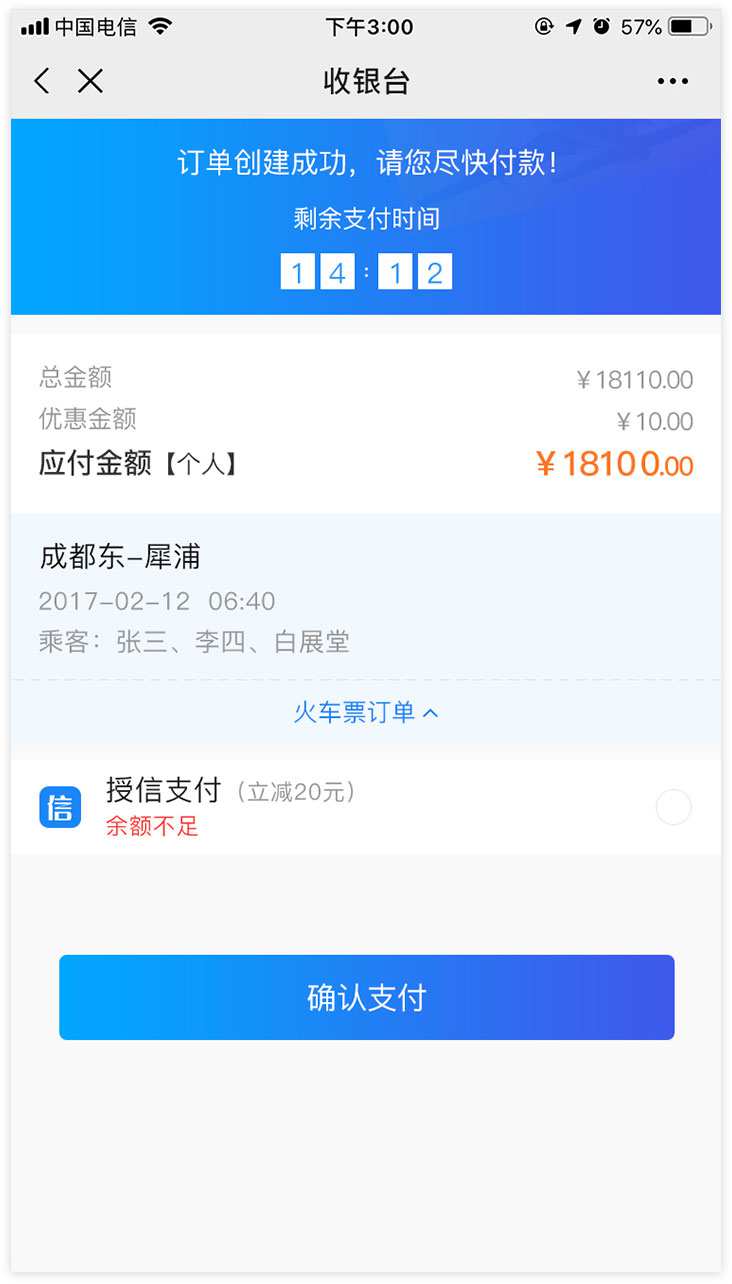 中国电信 下午3:00 57%
收银台
订单创建成功，请您尽快付款！
剩余支付时间
14:12
总金额 ¥18110.00
优惠金额 ¥10.00
应付金额【个人】 ¥18100.00
成都东-犀浦
2017-02-12 06:40
乘客：张三、李四、白展堂
火车票订单
信 授信支付（立减20元）
余额不足
确认支付